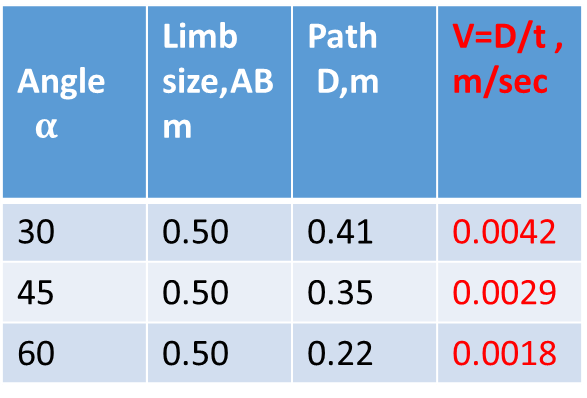 Angle α
Limb size,AB m
Path D,m
V=D/t , m/sec
30 0.50 0.41 0.0042
45 0.50 0.35 0.0029
60 0.50 0.22 0.0018